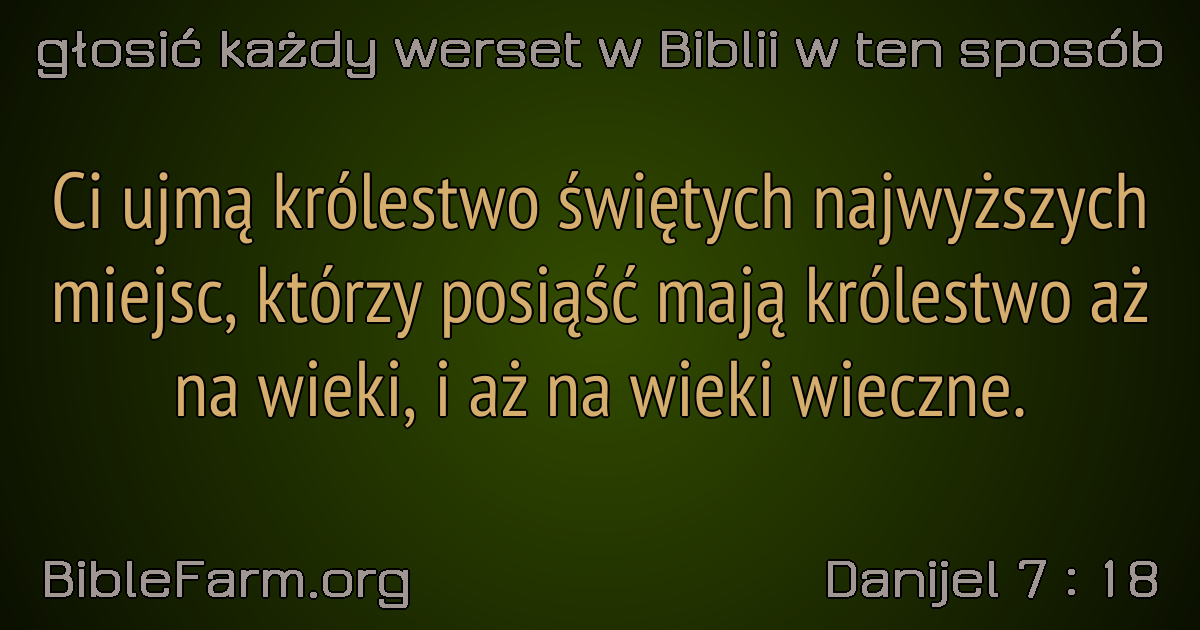 głosić każdy werset w Biblii w ten sposób
Ci ujmą królestwo świętych najwyższych
miejsc, którzy posiąść mają królestwo aż
na wieki, i aż na wieki wieczne.
BibleFarm.org
Danijel 7 : 18